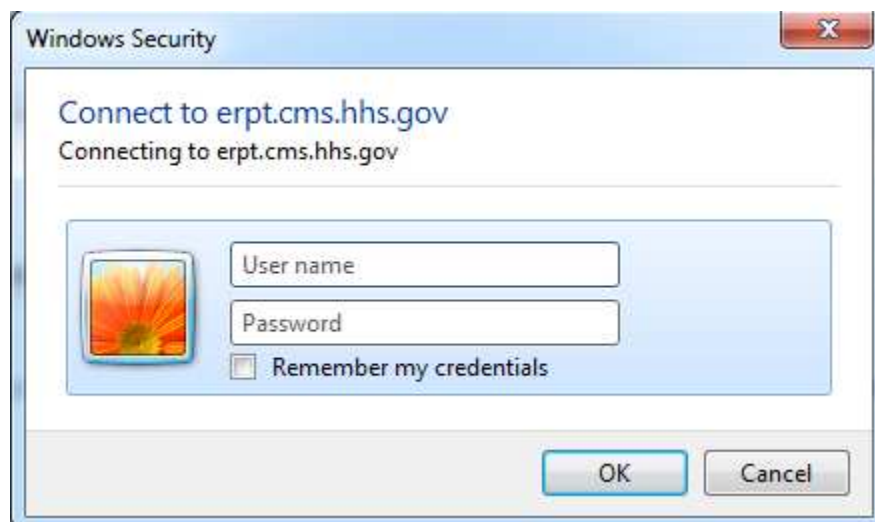 Windows Security
Connect to erpt.cms.hhs.gov
Connecting to erpt.cms.hhs.gov
User name
Password
Remember my credentials
OK
Cancel